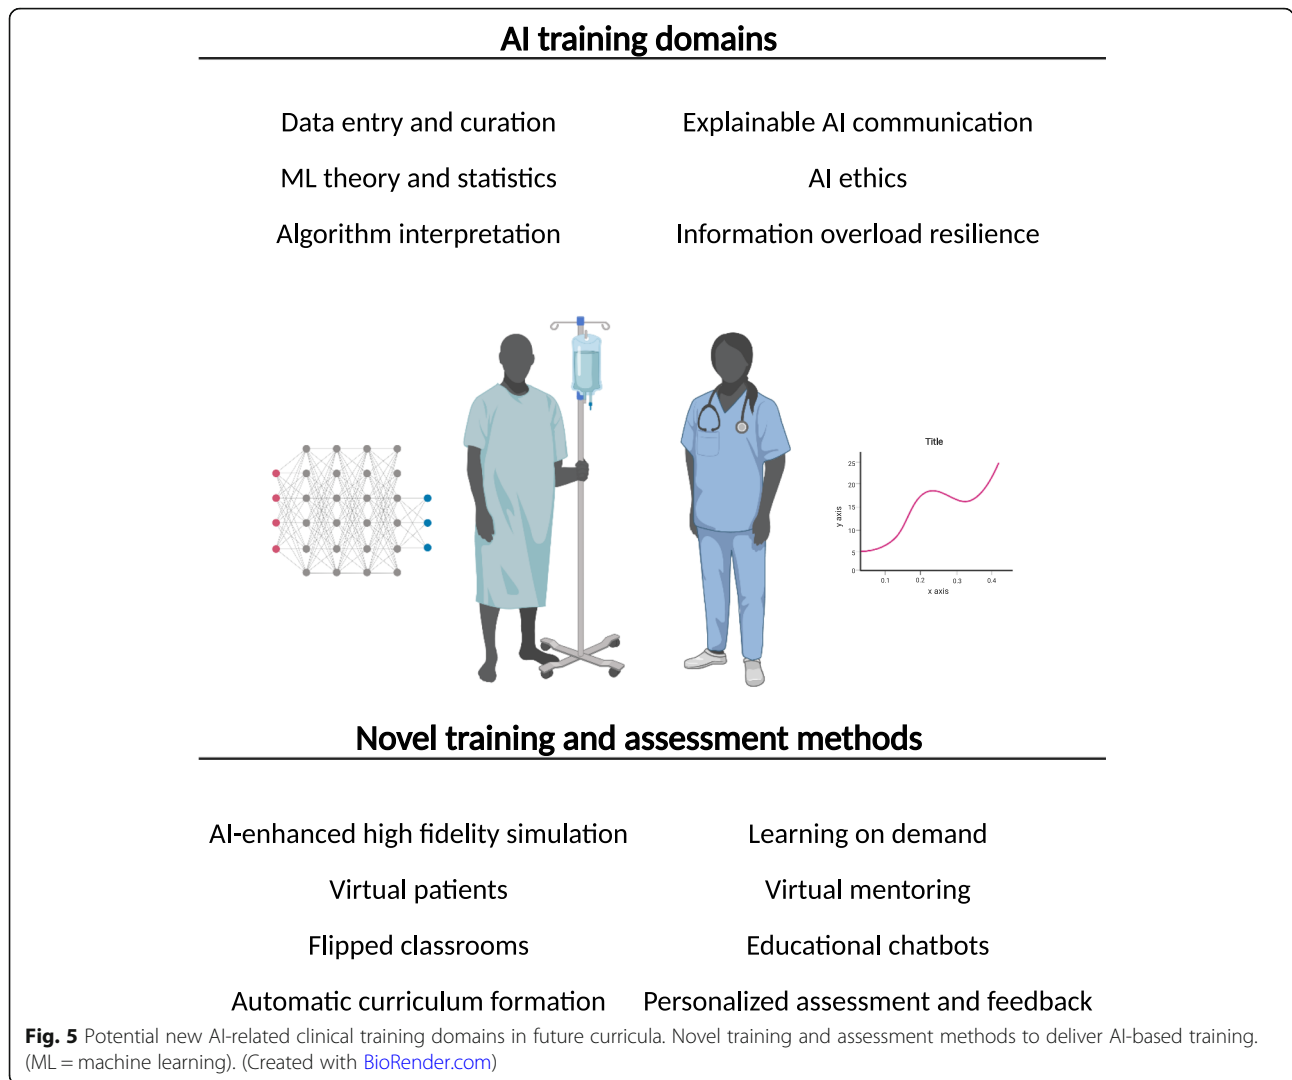 AI training domains
Data entry and curation
Explainable AI communication
ML theory and statistics
AI ethics
Algorithm interpretation
Information overload resilience
Title
25
20
15
10
5
0
y axis
0.1 0.2 0.3 0.4
x axis
Novel training and assessment methods
AI-enhanced high fidelity simulation
Learning on demand
Virtual patients
Virtual mentoring
Flipped classrooms
Educational chatbots
Automatic curriculum formation
Personalized assessment and feedback
Fig. 5 Potential new AI-related clinical training domains in future curricula. Novel training and assessment methods to deliver AI-based training.
(ML = machine learning). (Created with BioRender.com)